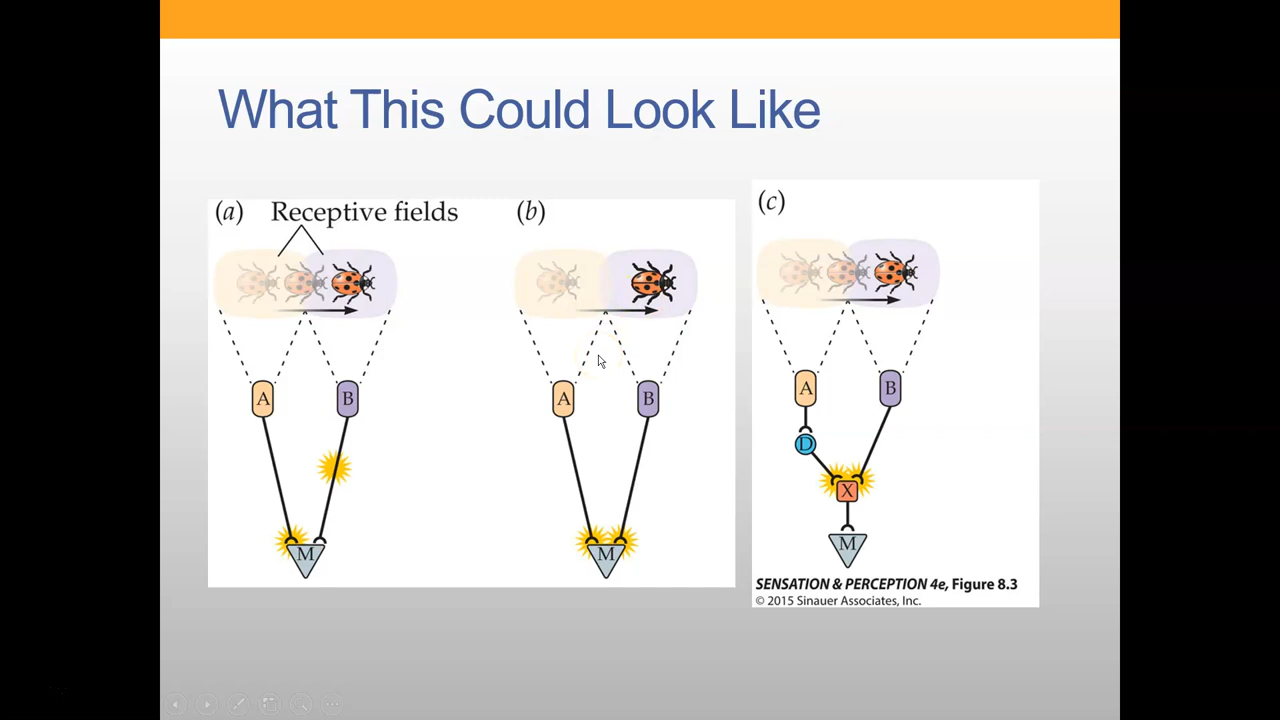 What This Could Look Like
(a) Receptive fields
A
B
M
(b)
A
B
M
(c)
A
B
D
X
M
SENSATION & PERCEPTION 4e, Figure 8.3
© 2015 Sinauer Associates, Inc.